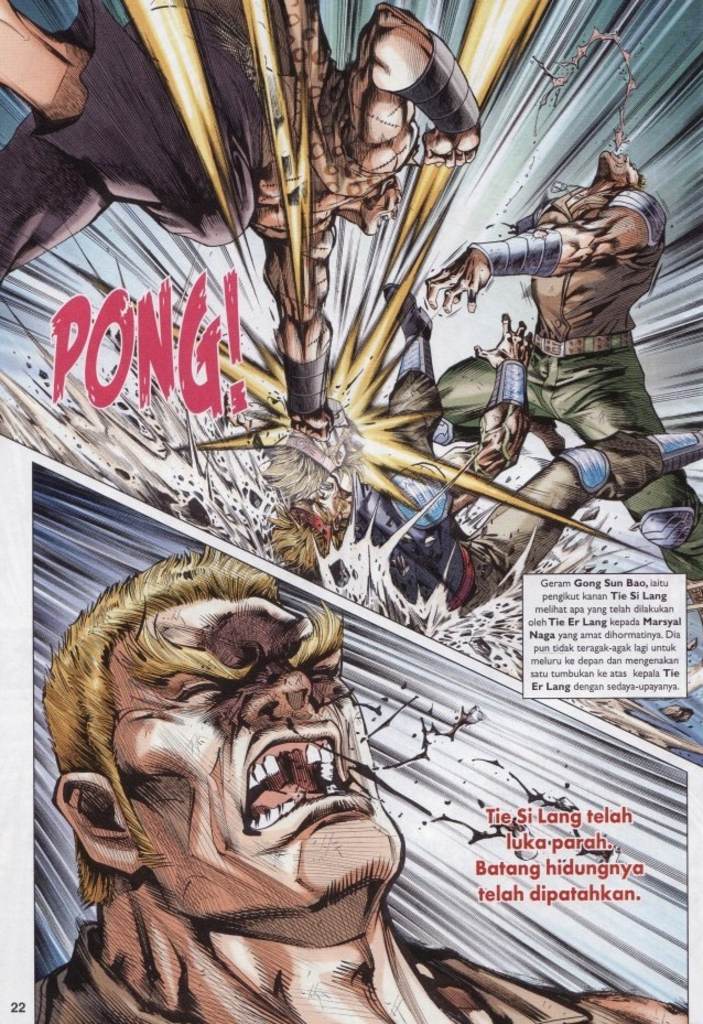 PONG!
Geram Gong Sun Bao, iaitu
pengikut kanan Tie Si Lang
melihat apa yang telah dilakukan
oleh Tie Er Lang kepada Marsyal
Naga yang amat dihormatinya. Dia
pun tidak teragak-agak lagi untuk
meluru ke depan dan mengenakan
satu tumbukan ke atas kepala Tie
Er Lang dengan sedaya-upayanya.
Tie Si Lang telah
luka parah.
Batang hidungnya
telah dipatahkan.
22